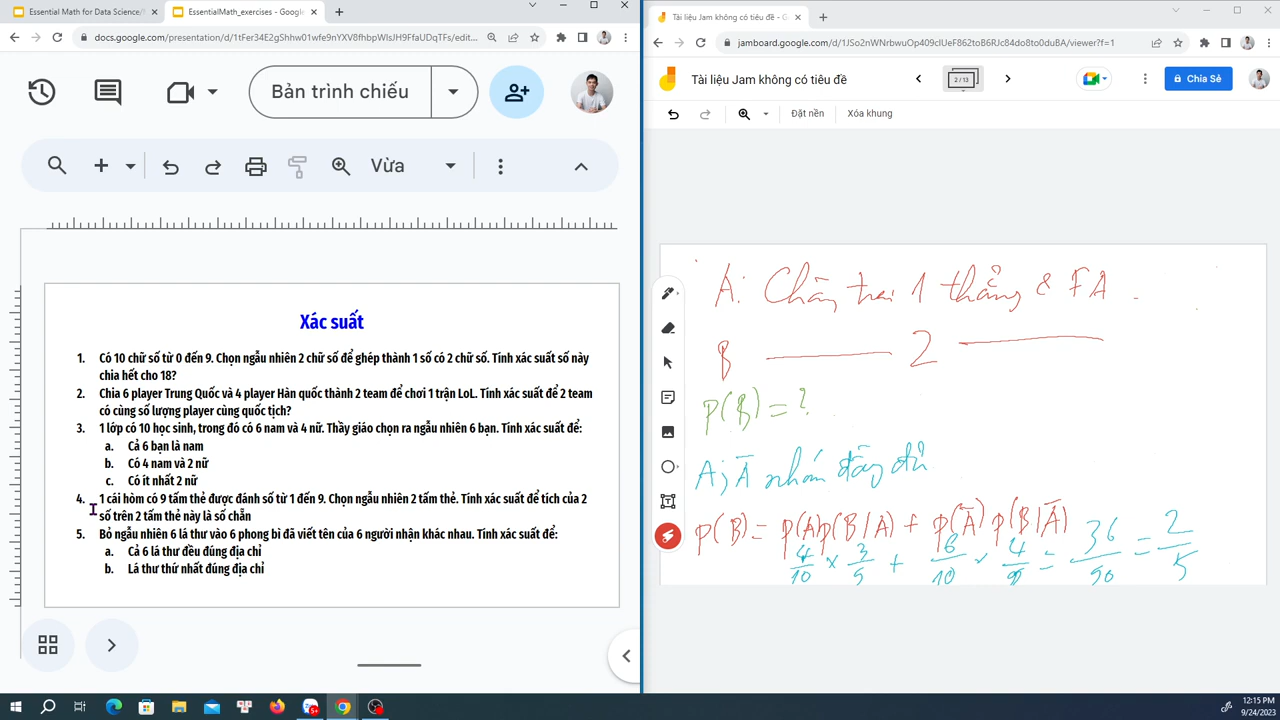 Essential Math for Data Science/M
EssentialMath_exercises - Google
docs.google.com/presentation/d/1tFer34E2gShhw01wfe9nYXV8fhbpWlsJH9FfaUDqTFs/edit...
Bản trình chiếu
Vừa
Xác suất
1. Có 10 chữ số từ 0 đến 9. Chọn ngẫu nhiên 2 chữ số để ghép thành 1 số có 2 chữ số. Tính xác suất số này
chia hết cho 18?
2. Chia 6 player Trung Quốc và 4 player Hàn quốc thành 2 team để chơi 1 trận LoL. Tính xác suất để 2 team
có cùng số lượng player cùng quốc tịch?
3. 1 lớp có 10 học sinh, trong đó có 6 nam và 4 nữ. Thầy giáo chọn ra ngẫu nhiên 6 bạn. Tính xác suất để:
a. Cả 6 bạn là nam
b. Có 4 nam và 2 nữ
c. Có ít nhất 2 nữ
4. 1 cái hòm có 9 tấm thẻ được đánh số từ 1 đến 9. Chọn ngẫu nhiên 2 tấm thẻ. Tính xác suất để tích của 2
số trên 2 tấm thẻ này là số chẵn
5. Bỏ ngẫu nhiên 6 lá thư vào 6 phong bì đã viết tên của 6 người nhận khác nhau. Tính xác suất để:
a. Cả 6 lá thư đều đúng địa chỉ
b. Lá thư thứ nhất đúng địa chỉ
Tài liệu Jam không có tiêu đề - G
jamboard.google.com/d/1JSo2nWNrbwuOp409cIUeF862toB6RJc84do8to0duBA/viewer?f=1
Tài liệu Jam không có tiêu đề
2 / 13
Chia Sẻ
Đặt nền
Xóa khung
A: trai 1 thằng FA
B 2
P(B) = ?
A; Ā nhóm đầy đủ
P(B) = P(A)P(B/A) + P(Ā) P(B/Ā)
4/10 × 3/9 + 6/10 × 4/9 = 36/90 = 2/5
5+
12:15 PM
9/24/2023